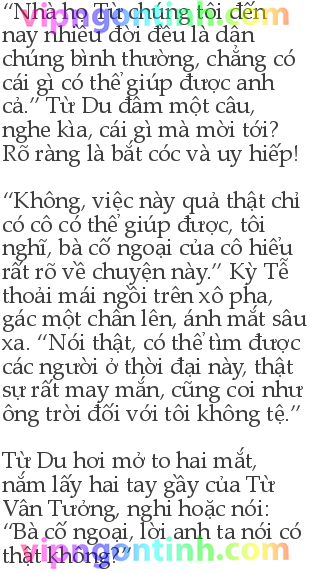 “Nhà họ Từ chúng tôi đến
nay nhiều đời đều là dân
chúng bình thường, chẳng có
cái gì có thể giúp được anh
cả.” Từ Du đâm một câu,
nghe kìa, cái gì mà mời tới?
Rõ ràng là bắt cóc và uy hiếp!
“Không, việc này quả thật chỉ
có cô có thể giúp được, tôi
nghĩ, bà cố ngoại của cô hiểu
rất rõ về chuyện này.” Kỳ Tễ
thoải mái ngồi trên xô pha,
gác một chân lên, ánh mắt sâu
xa. “Nói thật, có thể tìm được
các người ở thời đại này, thật
sự rất may mắn, cũng coi như
ông trời đối với tôi không tệ.”
Từ Du hơi mở to hai mắt,
nắm lấy hai tay gầy của Từ
Vân Tưởng, nghi hoặc nói:
“Bà cố ngoại, lời anh ta nói có
thật không?”
vipngontinh.com
vipngontinh.com